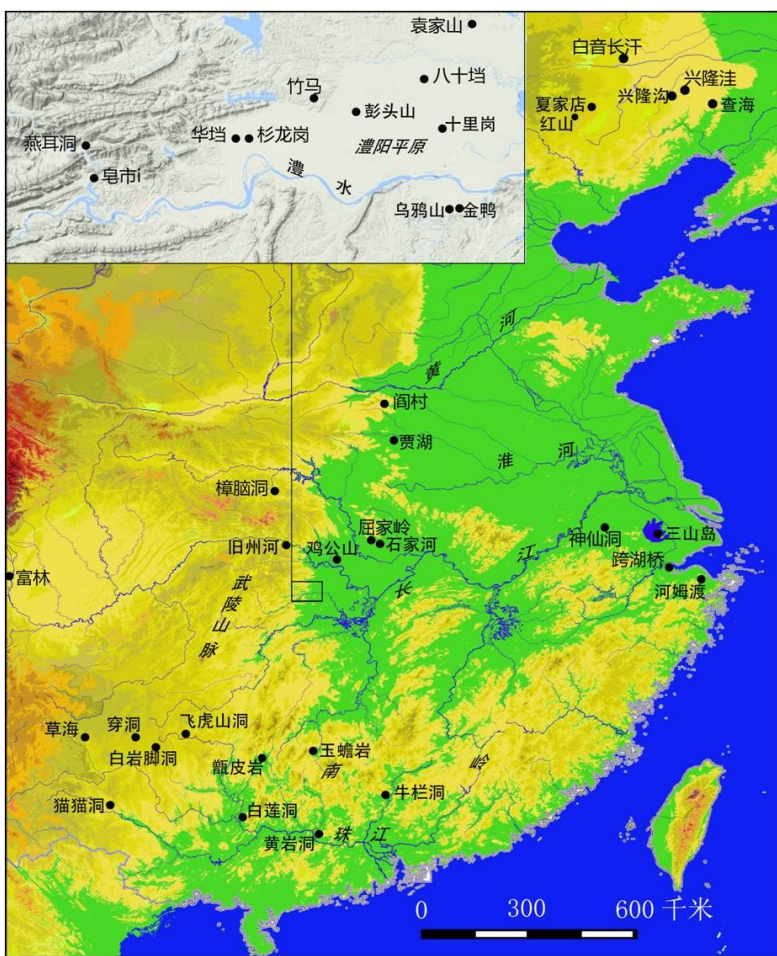 袁家山
八十垱
竹马
彭头山
十里岗
华垱
杉龙岗
澧阳平原
燕耳洞
皂市i
澧水
乌鸦山
金鸭
白音长汗
兴隆洼
兴隆沟
夏家店
查海
红山
黄河
阎村
贾湖
淮河
樟脑洞
屈家岭
石家河
旧州河
鸡公山
神仙洞
三山岛
跨湖桥
河姆渡
富林
长江
武陵山脉
飞虎山洞
草海
穿洞
白岩脚洞
玉蟾岩
甑皮岩
南岭
牛栏洞
猫猫洞
白莲洞
黄岩洞
珠江
0 300 600 千米